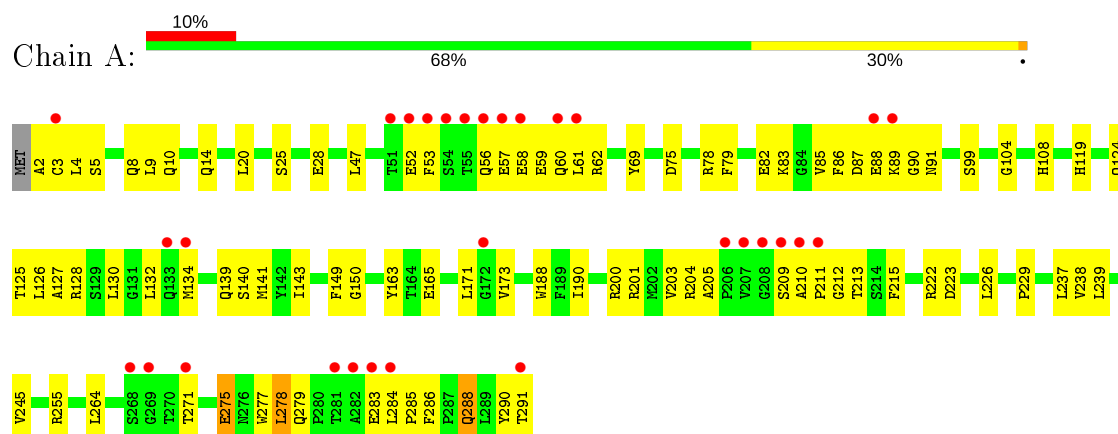 10%
Chain A:
68% 30% •
MET A2 C3 L4 S5 Q8 L9 Q10 Q14 L20 S25 E28 L47 T51 E52 F53 S54 T55 Q56 E57 E58 E59 Q60 L61 R62 Y69 D75 R78 F79 E82 K83 G84 V85 F86 D87 E88 K89 G90 N91 S99 G104 H108 H119 Q124
T125 L126 A127 R128 S129 L130 G131 L132 Q133 M134 Q139 S140 M141 Y142 I143 F149 G150 Y163 T164 E165 L171 G172 V173 W188 F189 I190 R200 R201 M202 V203 R204 A205 P206 V207 G208 S209 A210 P211 G212 T213 S214 F215 R222 D223 L226 P229 L237 V238 L239
V245 R255 L264 S268 G269 T270 T271 E275 N276 W277 L278 Q279 P280 T281 A282 E283 L284 P285 F286 P287 Q288 L289 Y290 T291